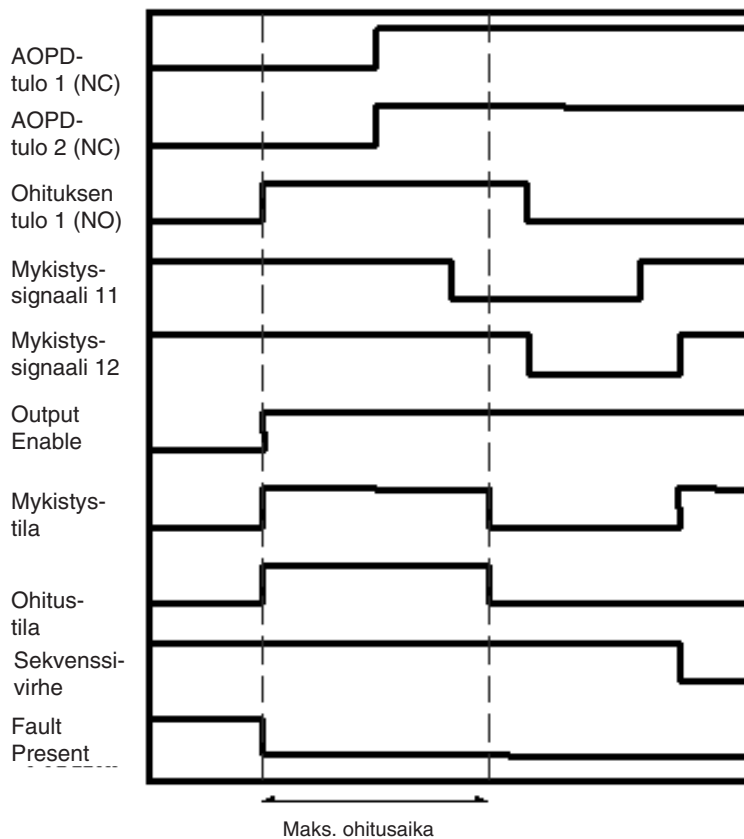 AOPD-
tulo 1 (NC)
AOPD-
tulo 2 (NC)
Ohituksen
tulo 1 (NO)
Mykistys-
signaali 11
Mykistys-
signaali 12
Output
Enable
Mykistys-
tila
Ohitus-
tila
Sekvenssi-
virhe
Fault
Present
Maks. ohitusaika